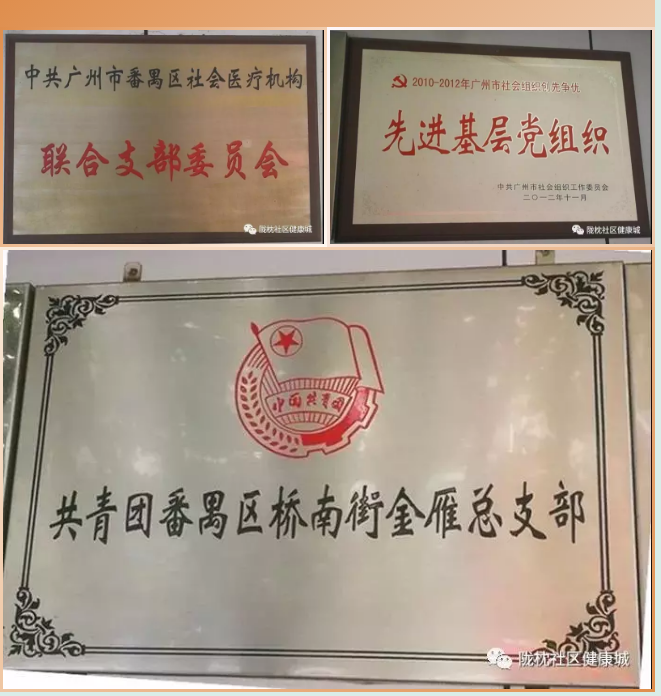 中共广州市番禺区社会医疗机构
联合支部委员会
陇枕社区健康城
2010-2012年广州市社会组织创先争优
先进基层党组织
中共广州市社会组织工作委员会
二〇一二年十一月
陇枕社区健康城
中国共青团
共青团番禺区桥南街金雁总支部
陇枕社区健康城